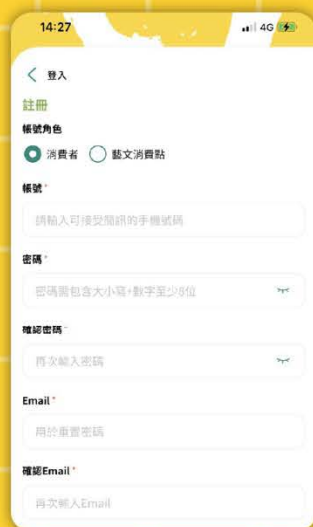 14:27
4G
登入
註冊
帳號角色
消費者 藝文消費點
帳號*
請輸入可接受簡訊的手機號碼
密碼*
密碼需包含大小寫+數字至少8位
確認密碼*
再次輸入密碼
Email*
用於重置密碼
確認Email*
再次輸入Email